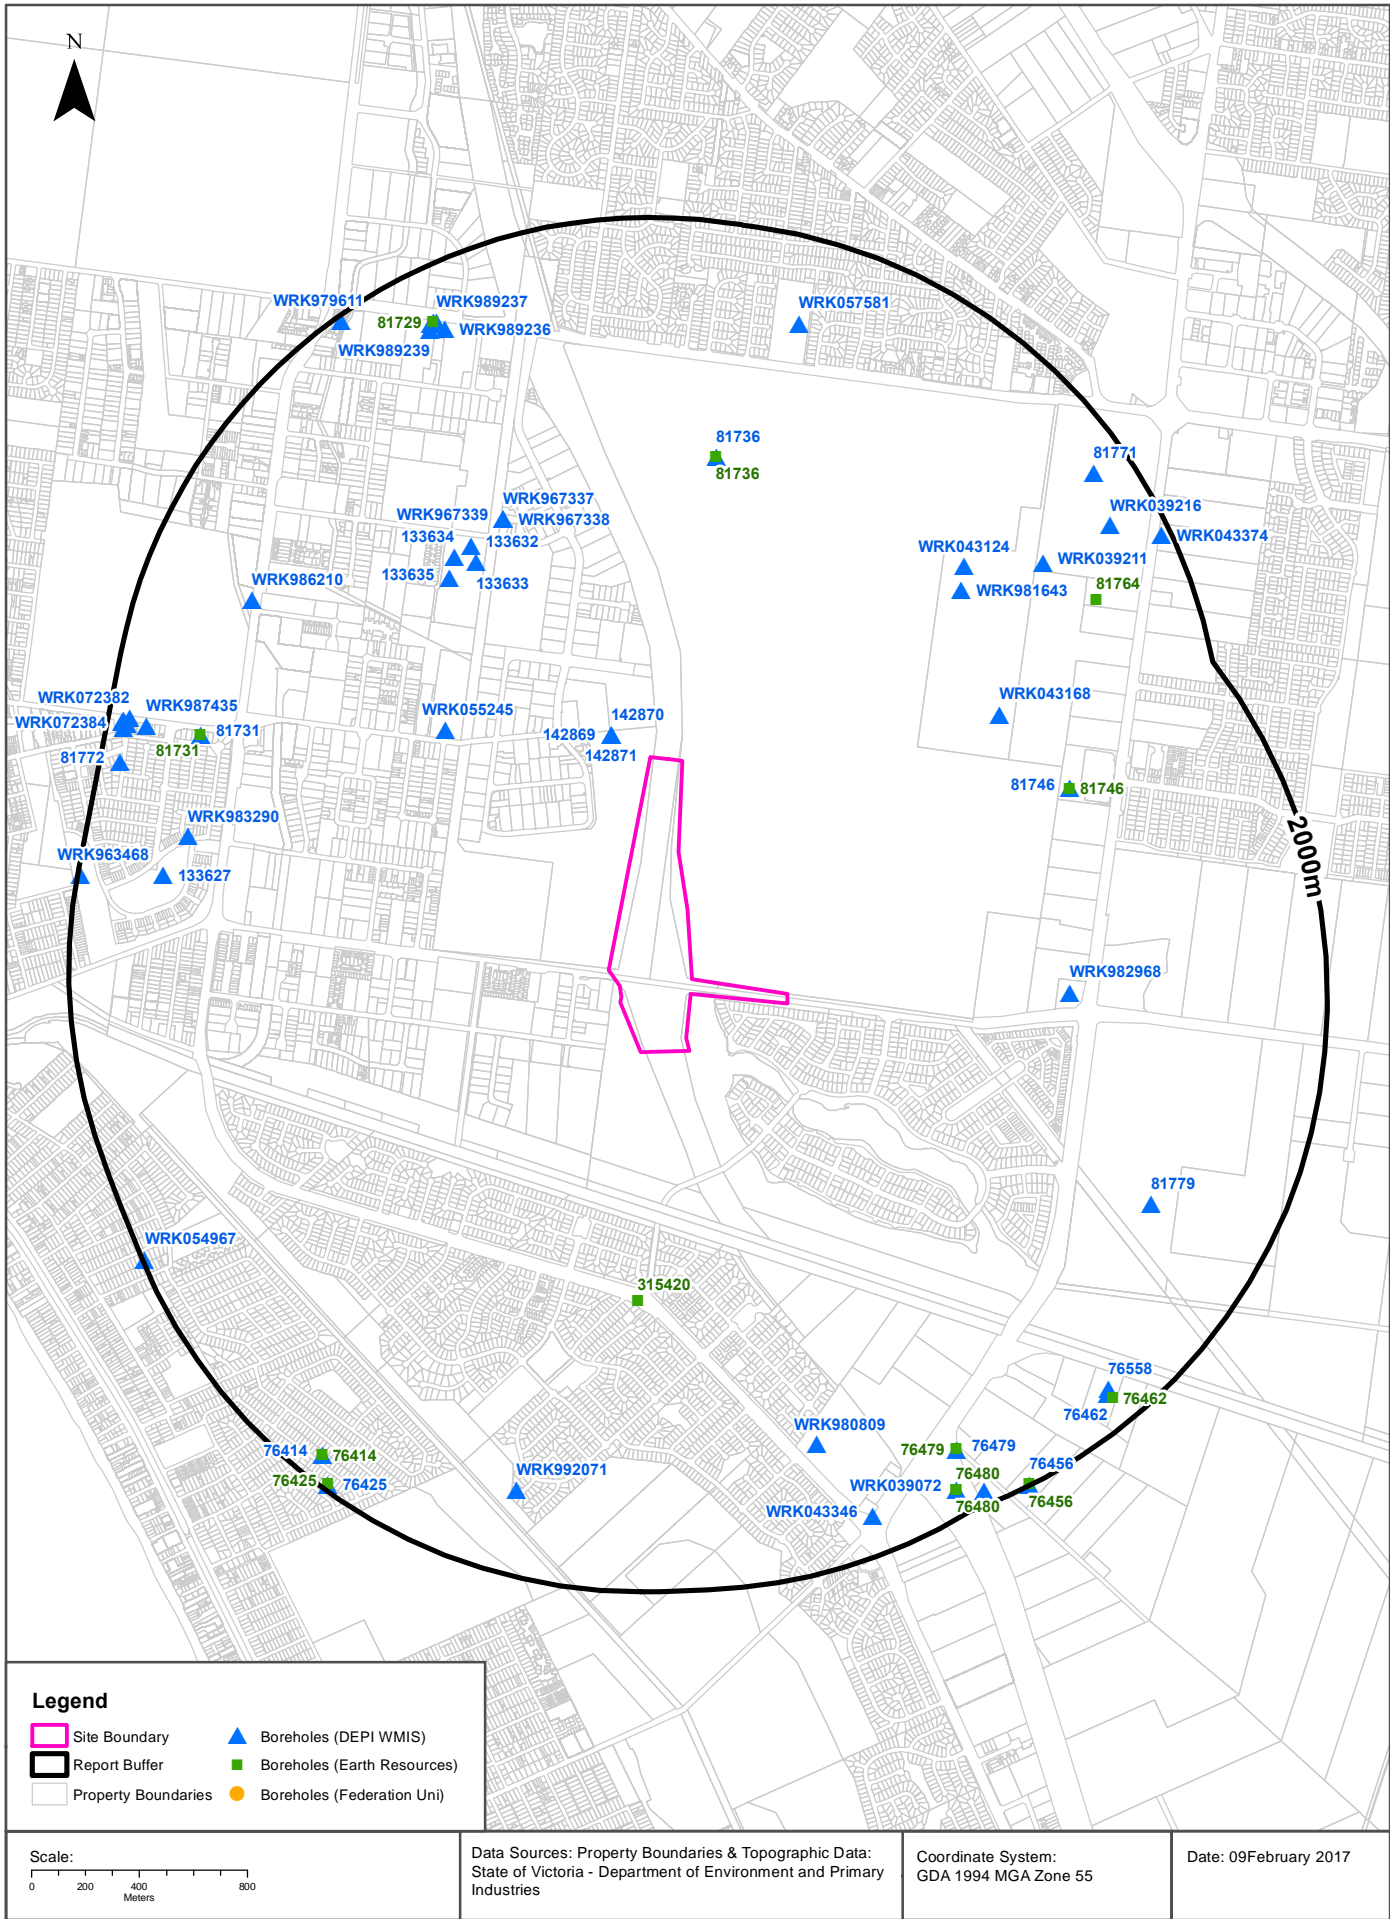 N
WRK979611
WRK989237
81729
WRK989236
WRK989239
WRK057581
81736
81736
81771
WRK967337
WRK967339
WRK967338
WRK039216
133634
133632
WRK043374
WRK043124
WRK039211
133635
133633
WRK986210
WRK981643
81764
WRK072382
WRK987435
WRK043168
WRK072384
81731
WRK055245
142870
142869
81731
142871
81772
81746
81746
WRK983290
2000m
WRK963468
133627
WRK982968
81779
WRK054967
315420
76558
76462
76462
WRK980809
76414
76414
76479
76479
76456
76425
76425
WRK992071
76480
WRK039072
76480
76456
WRK043346
Legend
Site Boundary
Boreholes (DEPI WMIS)
Report Buffer
Boreholes (Earth Resources)
Property Boundaries
Boreholes (Federation Uni)
Scale:
0 200 400 800
Meters
Data Sources: Property Boundaries & Topographic Data:
State of Victoria - Department of Environment and Primary
Industries
Coordinate System:
GDA 1994 MGA Zone 55
Date: 09February 2017